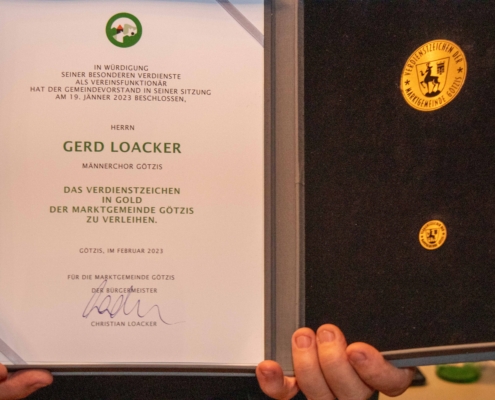 IN WÜRDIGUNG
SEINER BESONDEREN VERDIENSTE
ALS VEREINSFUNKTIONÄR
HAT DER GEMEINDEVORSTAND IN SEINER SITZUNG
AM 19. JÄNNER 2023 BESCHLOSSEN,
HERRN
GERD LOACKER
MÄNNERCHOR GÖTZIS
DAS VERDIENSTZEICHEN
IN GOLD
DER MARKTGEMEINDE GÖTZIS
ZU VERLEIHEN.
GÖTZIS, IM FEBRUAR 2023
FÜR DIE MARKTGEMEINDE GÖTZIS
DER BÜRGERMEISTER
CHRISTIAN LOACKER
VERDIENSTZEICHEN DER
MARKTGEMEINDE GÖTZIS